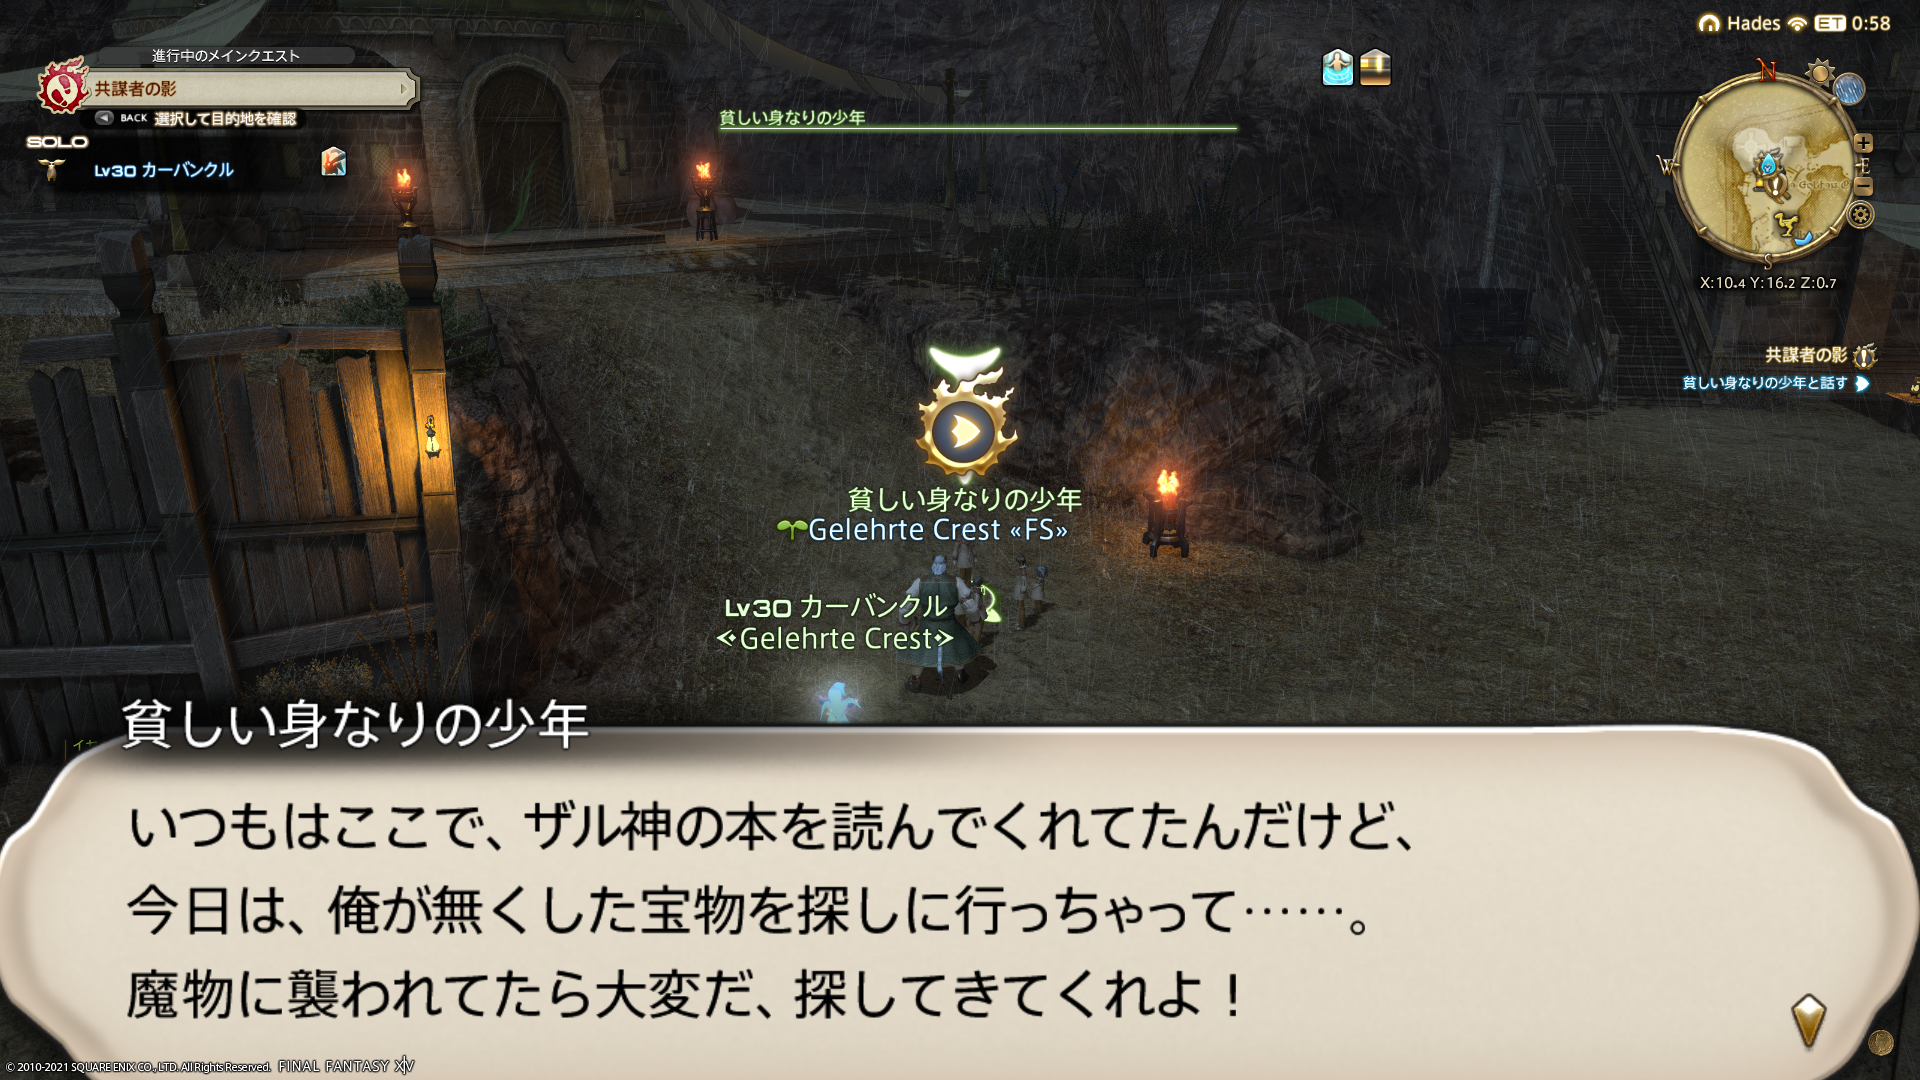 Hades ET 0:58
進行中のメインクエスト
共謀者の影
BACK 選択して目的地を確認
SOLO
Lv30 カーバンクル
貧しい身なりの少年
N
W
E
S
X:10.4 Y:16.2 Z:0.7
共謀者の影
貧しい身なりの少年と話す
貧しい身なりの少年
Gelehrte Crest «FS»
Lv30 カーバンクル
Gelehrte Crest
貧しい身なりの少年
いつもはここで、ザル神の本を読んでくれてたんだけど、
今日は、俺が無くした宝物を探しに行っちゃって……。
魔物に襲われてたら大変だ、探してきてくれよ！
© 2010-2021 SQUARE ENIX CO., LTD. All Rights Reserved. FINAL FANTASY XIV